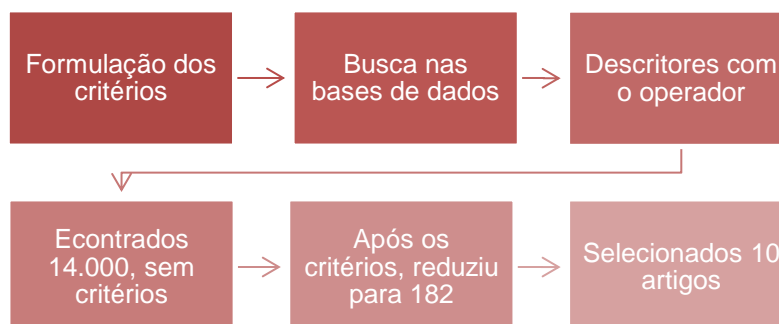 Formulação dos
critérios
Busca nas
bases de dados
Descritores com
o operador
Econtrados
14.000, sem
critérios
Após os
critérios, reduziu
para 182
Selecionados 10
artigos